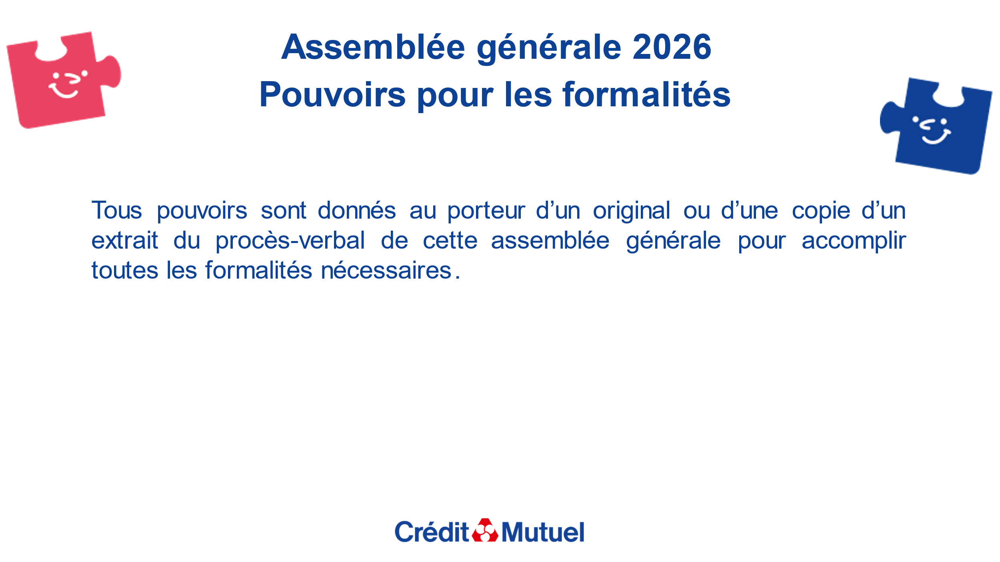 Assemblée générale 2026
Pouvoirs pour les formalités
Tous pouvoirs sont donnés au porteur d’un original ou d’une copie d’un
extrait du procès-verbal de cette assemblée générale pour accomplir
toutes les formalités nécessaires.
Crédit Mutuel